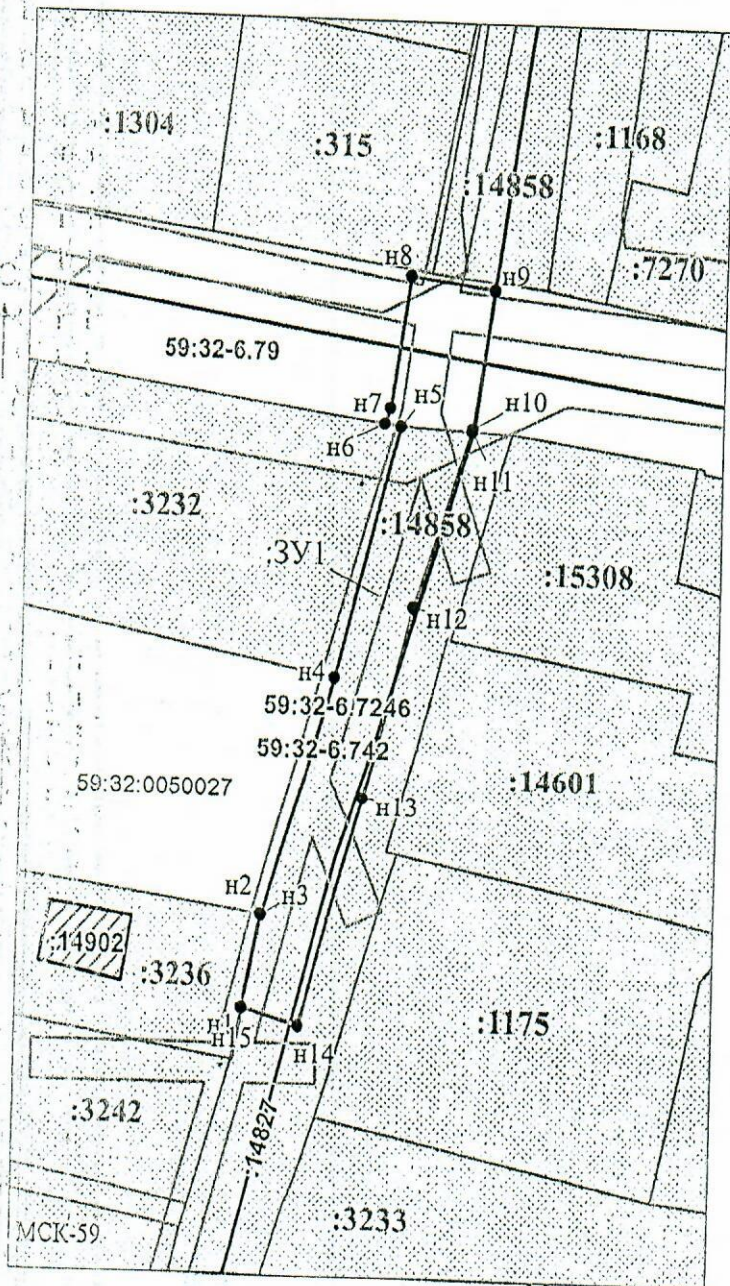 :1304
:315
:1168
:14858
:7270
н8
н9
59:32-6.79
н7
н5
н10
н6
н11
:3232
:14858
:ЗУ1
:15308
н12
н4
59:32-6.7246
59:32-6.742
59:32:0050027
:14601
н13
н2
н3
:14902
:3236
:1175
н1
н15
н14
:3242
:14827
:3233
МСК-59